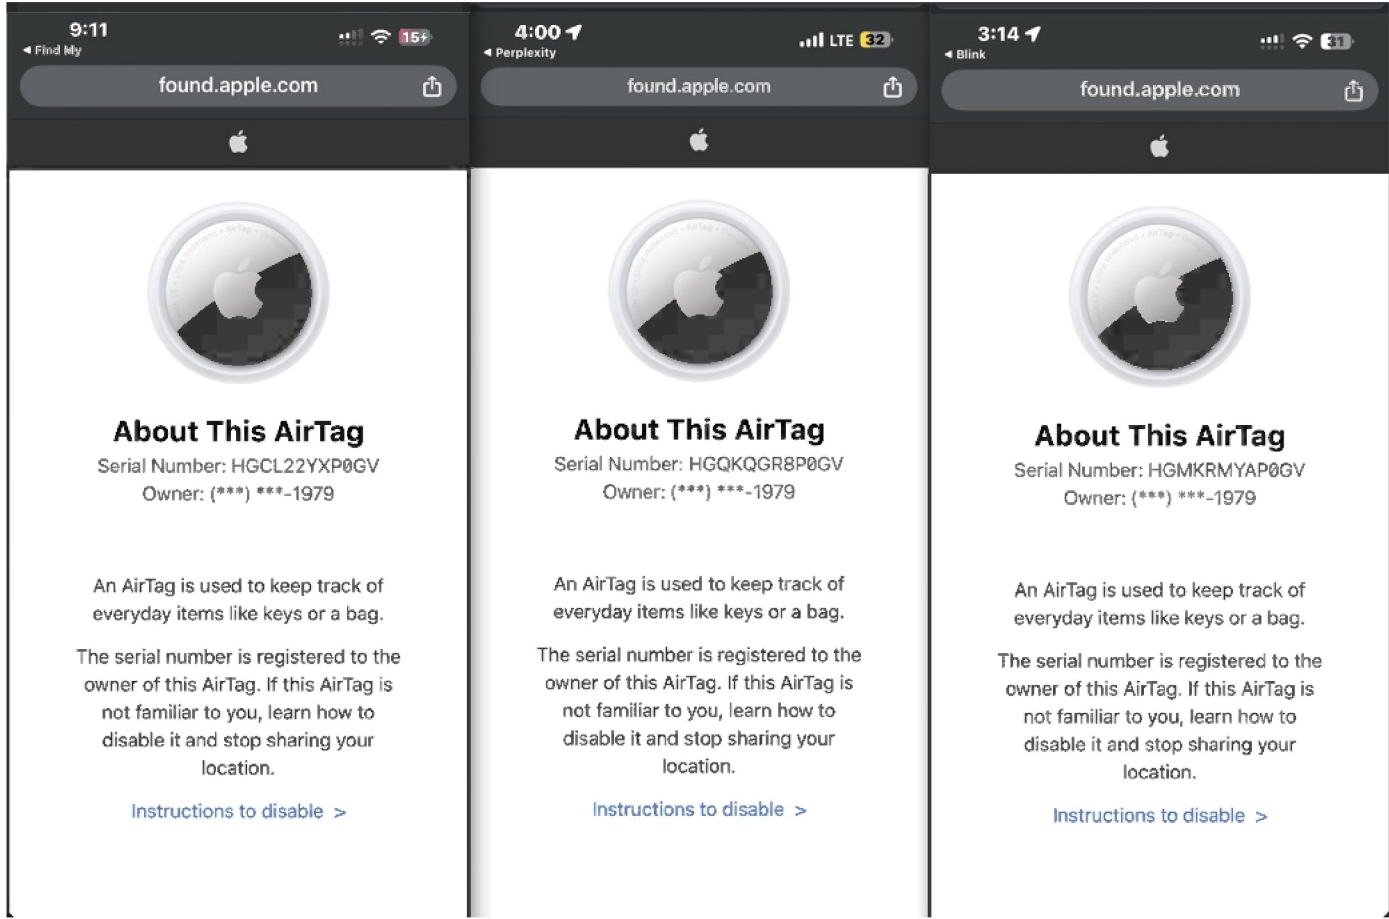 9:11
15
Find My
found.apple.com
About This AirTag
Serial Number: HGCL22YXP0GV
Owner: (***) ***-1979
An AirTag is used to keep track of
everyday items like keys or a bag.
The serial number is registered to the
owner of this AirTag. If this AirTag is
not familiar to you, learn how to
disable it and stop sharing your
location.
Instructions to disable >
4:00
LTE 32
Perplexity
found.apple.com
About This AirTag
Serial Number: HGQKQGR8P0GV
Owner: (***) ***-1979
An AirTag is used to keep track of
everyday items like keys or a bag.
The serial number is registered to the
owner of this AirTag. If this AirTag is
not familiar to you, learn how to
disable it and stop sharing your
location.
Instructions to disable >
3:14
31
Blink
found.apple.com
About This AirTag
Serial Number: HGMKRMYAP0GV
Owner: (***) ***-1979
An AirTag is used to keep track of
everyday items like keys or a bag.
The serial number is registered to the
owner of this AirTag. If this AirTag is
not familiar to you, learn how to
disable it and stop sharing your
location.
Instructions to disable >